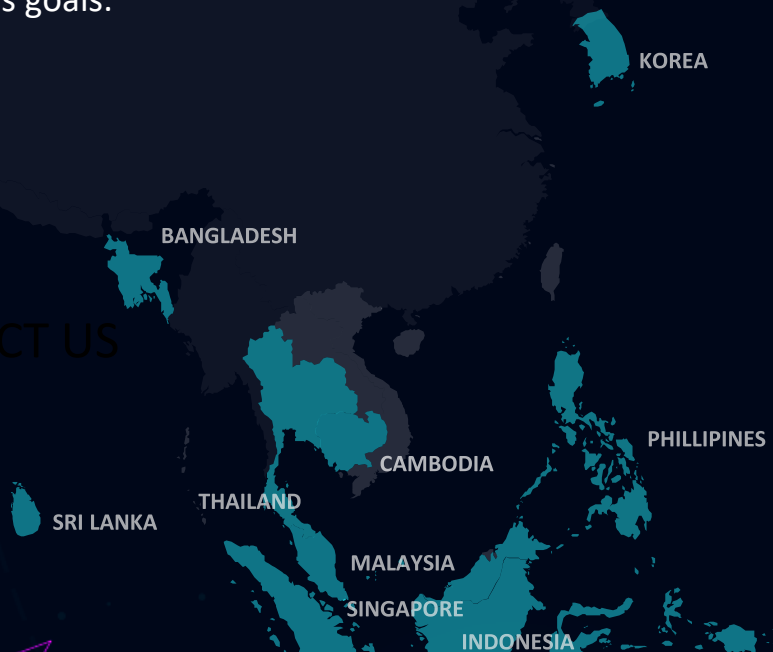 s goals.
KOREA
BANGLADESH
CT US
PHILLIPINES
CAMBODIA
THAILAND
SRI LANKA
MALAYSIA
SINGAPORE
INDONESIA